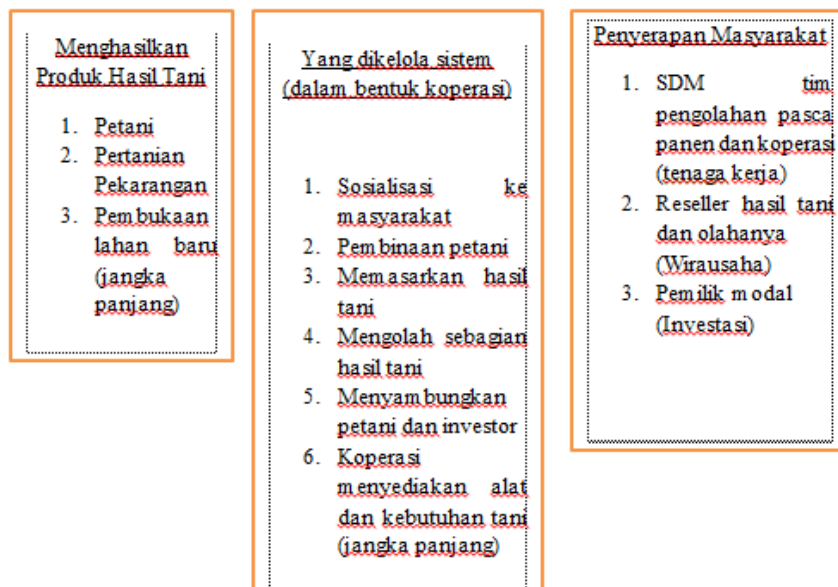 Menghasilkan
Produk Hasil Tani
1. Petani
2. Pertanian
Pekarangan
3. Pembukaan
lahan baru
(jangka
panjang)
Yang dikelola sistem
(dalam bentuk koperasi)
1. Sosialisasi ke
masyarakat
2. Pembinaan petani
3. Memasarkan hasil
tani
4. Mengolah sebagian
hasil tani
5. Menyambungkan
petani dan investor
6. Koperasi
menyediakan alat
dan kebutuhan tani
(jangka panjang)
Penyerapan Masyarakat
1. SDM tim
pengolahan pasca
panen dan koperasi
(tenaga kerja)
2. Reseller hasil tani
dan olahanya
(Wirausaha)
3. Pemilik modal
(Investasi)